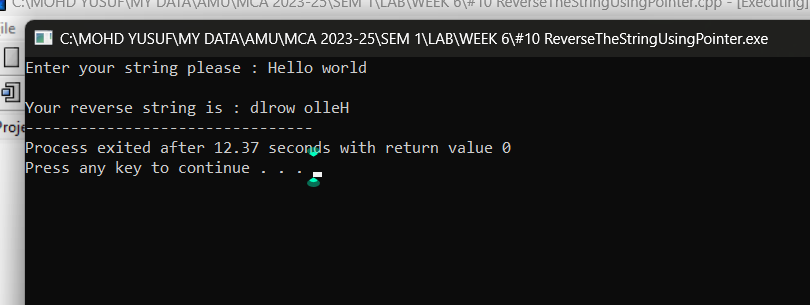 C:\MOHD YUSUF\MY DATA\AMU\MCA 2023-25\SEM 1\LAB\WEEK 6\#10 ReverseTheStringUsingPointer.cpp - [Executing]
File
C:\MOHD YUSUF\MY DATA\AMU\MCA 2023-25\SEM 1\LAB\WEEK 6\#10 ReverseTheStringUsingPointer.exe
Enter your string please : Hello world
Your reverse string is : dlrow olleH
--------------------------------
Proje
Process exited after 12.37 seconds with return value 0
Press any key to continue . . .